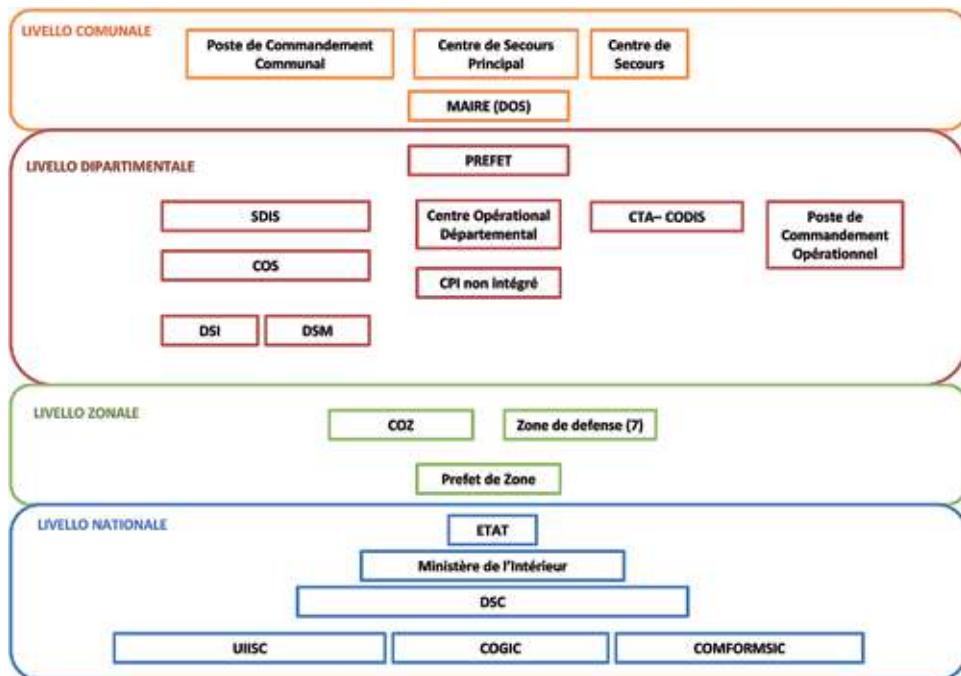 LIVELLO COMUNALE
Poste de Commandement
Communal
Centre de Secours
Principal
Centre de
Secours
MAIRE (DOS)
LIVELLO DIPARTIMENTALE
PREFET
SDIS
Centre Opérational
Départemental
CTA– CODIS
Poste de
Commandement
Opérationnel
COS
CPI non intégré
DSI
DSM
LIVELLO ZONALE
COZ
Zone de defense (7)
Prefet de Zone
LIVELLO NATIONALE
ETAT
Ministère de l'Intérieur
DSC
UIISC
COGIC
COMFORMSIC